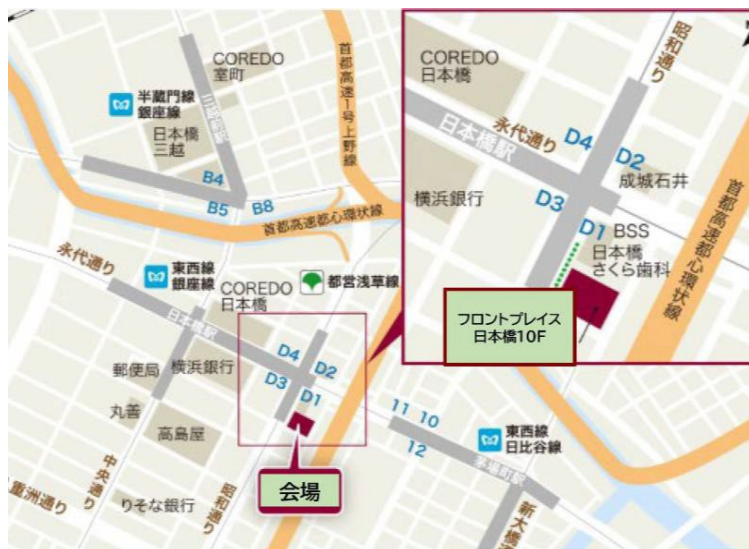 COREDO
室町
半蔵門線
銀座線
日本橋
三越
三越前駅
B4
B5
B8
首都高速1号上野線
首都高速都心環状線
永代通り
東西線
銀座線
COREDO
日本橋
都営浅草線
日本橋駅
郵便局
横浜銀行
D4
D2
D3
D1
丸善
高島屋
11
10
12
東西線
日比谷線
茅場町駅
会場
中央通り
昭和通り
重洲通り
りそな銀行
新大橋
昭和通り
COREDO
日本橋
永代通り
日本橋駅
D4
D2
成城石井
横浜銀行
D3
D1
BSS
日本橋
さくら歯科
首都高速都心環状線
フロントプレイス
日本橋10F